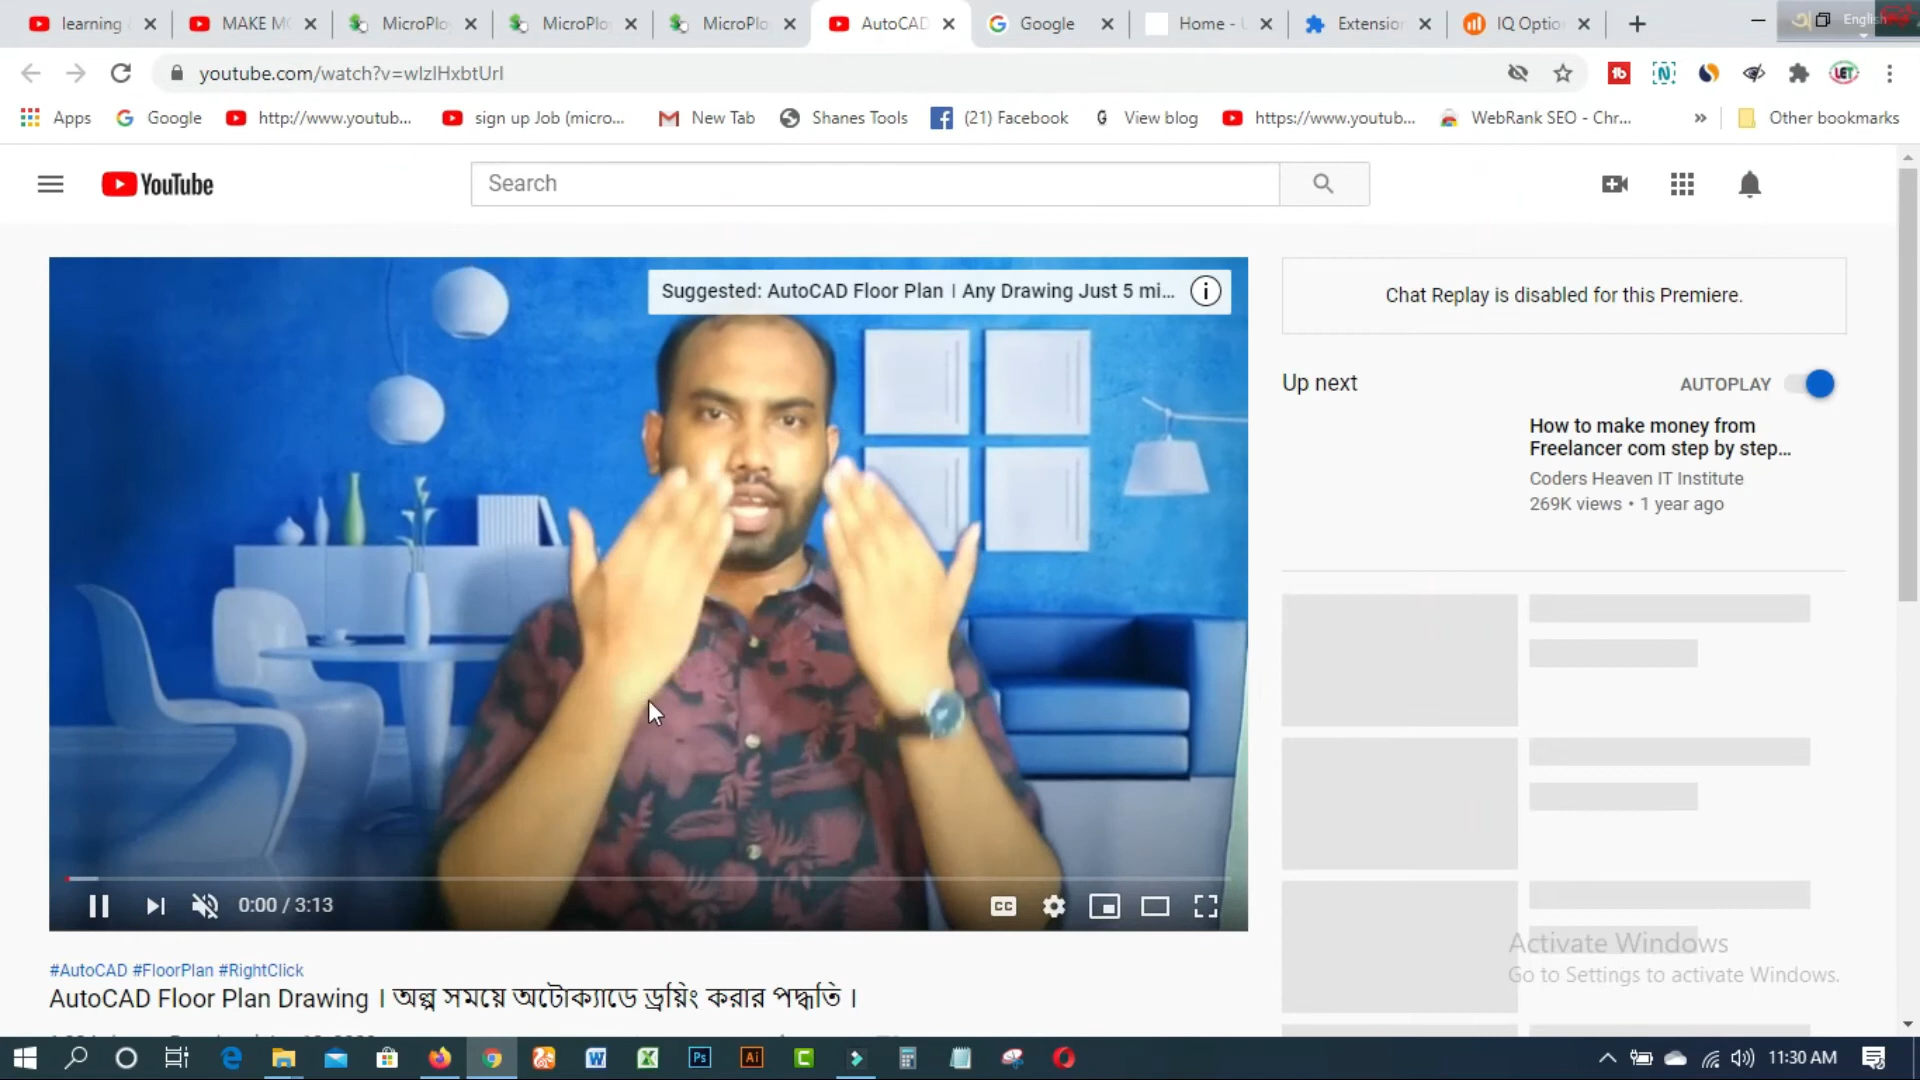 learning
MAKE M
MicroPlo
MicroPlo
MicroPlo
AutoCAD
Google
Home -
Extension
IQ Optio
English
youtube.com/watch?v=wlzlHxbtUrI
Apps
Google
http://www.youtub...
sign up Job (micro...
New Tab
Shanes Tools
(21) Facebook
View blog
https://www.youtub...
WebRank SEO - Chr...
»
Other bookmarks
YouTube
Search
Suggested: AutoCAD Floor Plan । Any Drawing Just 5 mi...
Chat Replay is disabled for this Premiere.
Up next
AUTOPLAY
How to make money from
Freelancer com step by step...
Coders Heaven IT Institute
269K views • 1 year ago
0:00 / 3:13
CC
Activate Windows
Go to Settings to activate Windows.
#AutoCAD #FloorPlan #RightClick
AutoCAD Floor Plan Drawing । অল্প সময়ে অটোক্যাডে ড্রয়িং করার পদ্ধতি ।
11:30 AM